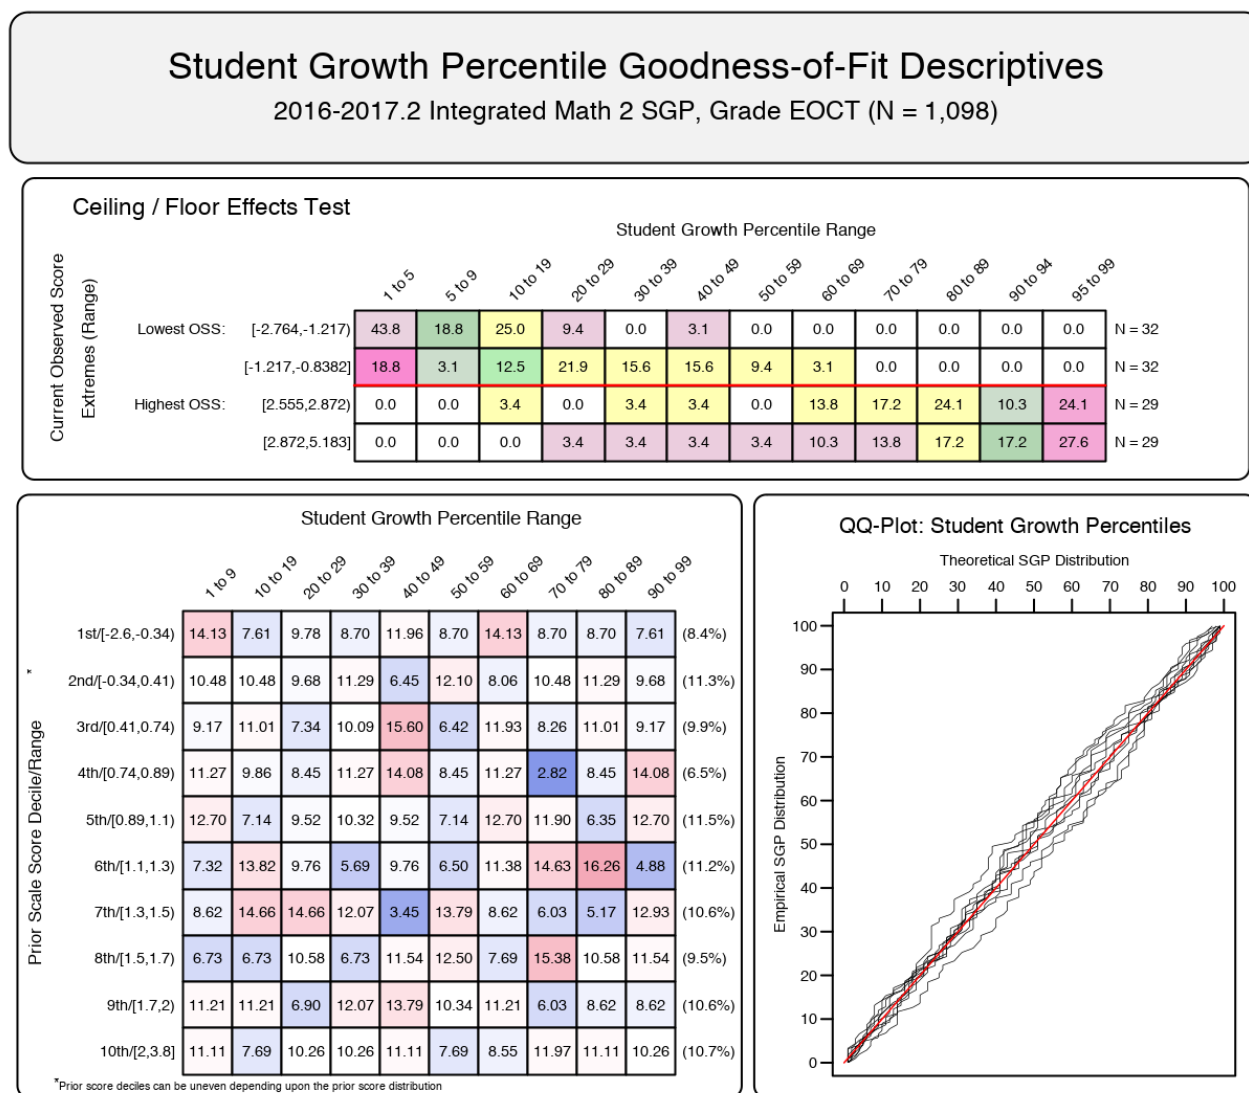 Student Growth Percentile Goodness-of-Fit Descriptives
2016-2017.2 Integrated Math 2 SGP, Grade EOCT (N = 1,098)
Ceiling / Floor Effects Test
Student Growth Percentile Range
Current Observed Score
Extremes (Range)
1 to 5 5 to 9 10 to 19 20 to 29 30 to 39 40 to 49 50 to 59 60 to 69 70 to 79 80 to 89 90 to 94 95 to 99
Lowest OSS: [-2.764,-1.217) 43.8 18.8 25.0 9.4 0.0 3.1 0.0 0.0 0.0 0.0 0.0 0.0 N = 32
[-1.217,-0.8382] 18.8 3.1 12.5 21.9 15.6 15.6 9.4 3.1 0.0 0.0 0.0 0.0 N = 32
Highest OSS: [2.555,2.872) 0.0 0.0 3.4 0.0 3.4 3.4 0.0 13.8 17.2 24.1 10.3 24.1 N = 29
[2.872,5.183] 0.0 0.0 0.0 3.4 3.4 3.4 3.4 10.3 13.8 17.2 17.2 27.6 N = 29
Student Growth Percentile Range
Prior Scale Score Decile/Range *
1 to 9 10 to 19 20 to 29 30 to 39 40 to 49 50 to 59 60 to 69 70 to 79 80 to 89 90 to 99
1st/[-2.6,-0.34) 14.13 7.61 9.78 8.70 11.96 8.70 14.13 8.70 8.70 7.61 (8.4%)
2nd/[-0.34,0.41) 10.48 10.48 9.68 11.29 6.45 12.10 8.06 10.48 11.29 9.68 (11.3%)
3rd/[0.41,0.74) 9.17 11.01 7.34 10.09 15.60 6.42 11.93 8.26 11.01 9.17 (9.9%)
4th/[0.74,0.89) 11.27 9.86 8.45 11.27 14.08 8.45 11.27 2.82 8.45 14.08 (6.5%)
5th/[0.89,1.1) 12.70 7.14 9.52 10.32 9.52 7.14 12.70 11.90 6.35 12.70 (11.5%)
6th/[1.1,1.3) 7.32 13.82 9.76 5.69 9.76 6.50 11.38 14.63 16.26 4.88 (11.2%)
7th/[1.3,1.5) 8.62 14.66 14.66 12.07 3.45 13.79 8.62 6.03 5.17 12.93 (10.6%)
8th/[1.5,1.7) 6.73 6.73 10.58 6.73 11.54 12.50 7.69 15.38 10.58 11.54 (9.5%)
9th/[1.7,2) 11.21 11.21 6.90 12.07 13.79 10.34 11.21 6.03 8.62 8.62 (10.6%)
10th/[2,3.8] 11.11 7.69 10.26 10.26 11.11 7.69 8.55 11.97 11.11 10.26 (10.7%)
*Prior score deciles can be uneven depending upon the prior score distribution
QQ-Plot: Student Growth Percentiles
Theoretical SGP Distribution
0 10 20 30 40 50 60 70 80 90 100
Empirical SGP Distribution
100
90
80
70
60
50
40
30
20
10
0